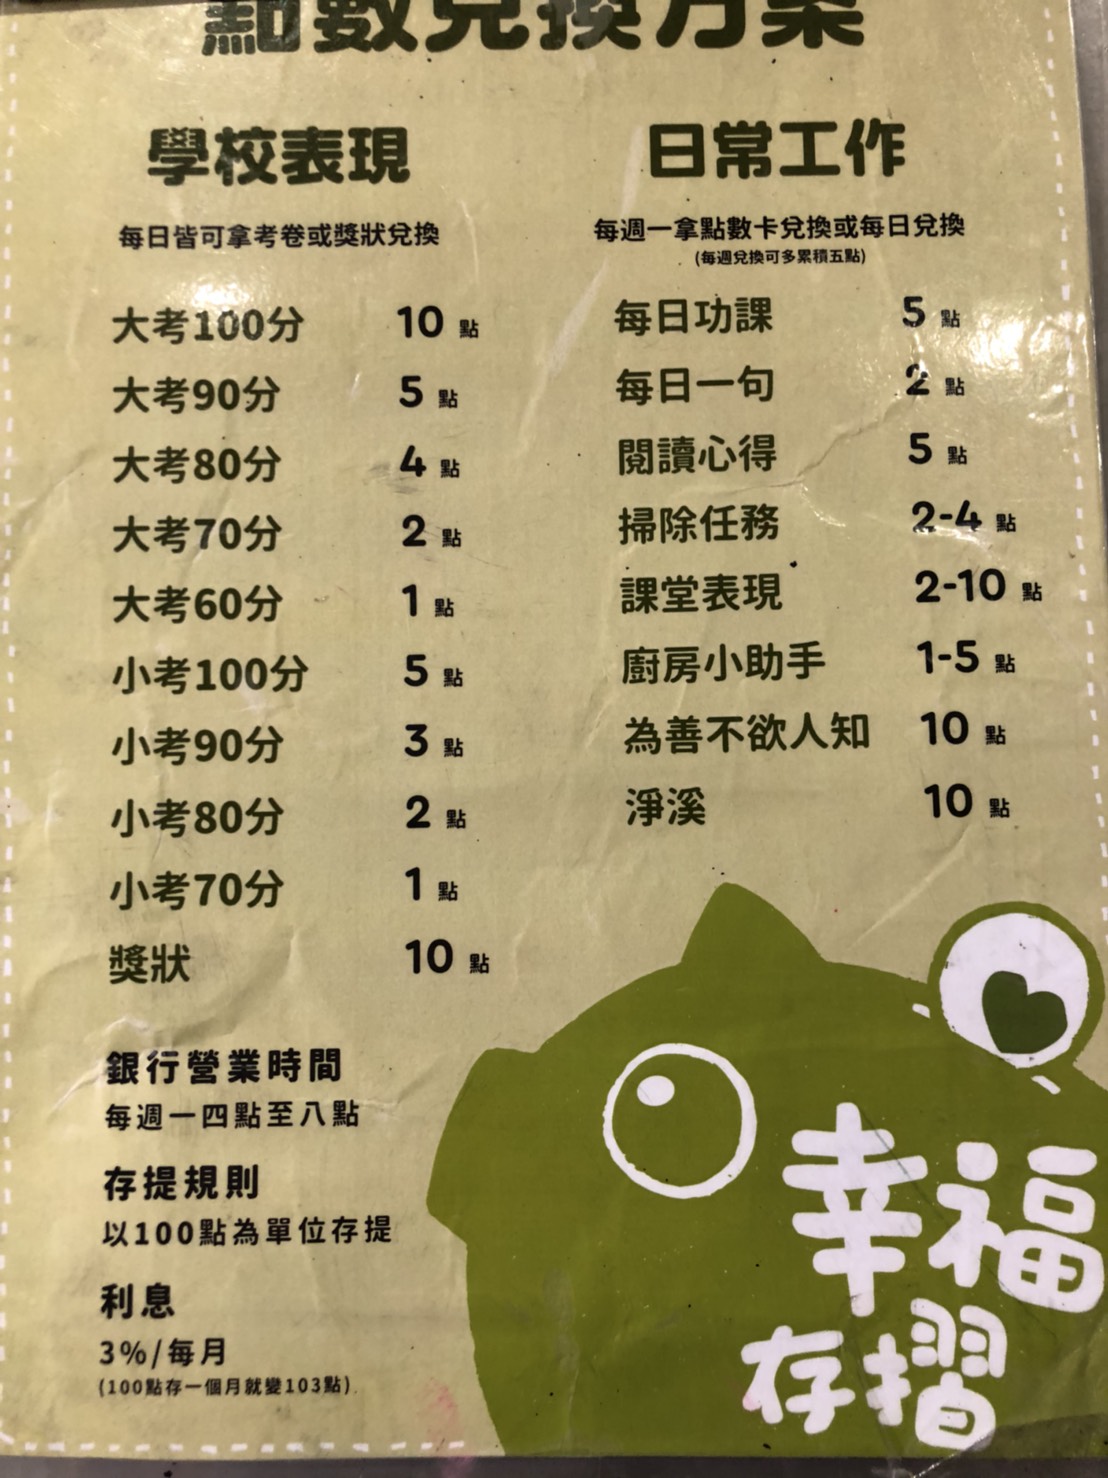 點數兌換方案
學校表現
每日皆可拿考卷或獎狀兌換
大考100分 10 點
大考90分 5 點
大考80分 4 點
大考70分 2 點
大考60分 1 點
小考100分 5 點
小考90分 3 點
小考80分 2 點
小考70分 1 點
獎狀 10 點
日常工作
每週一拿點數卡兌換或每日兌換
(每週兌換可多累積五點)
每日功課 5 點
每日一句 2 點
閱讀心得 5 點
掃除任務 2-4 點
課堂表現 2-10 點
廚房小助手 1-5 點
為善不欲人知 10 點
淨溪 10 點
銀行營業時間
每週一四點至八點
存提規則
以100點為單位存提
利息
3%/每月
(100點存一個月就變103點)
幸福
存摺